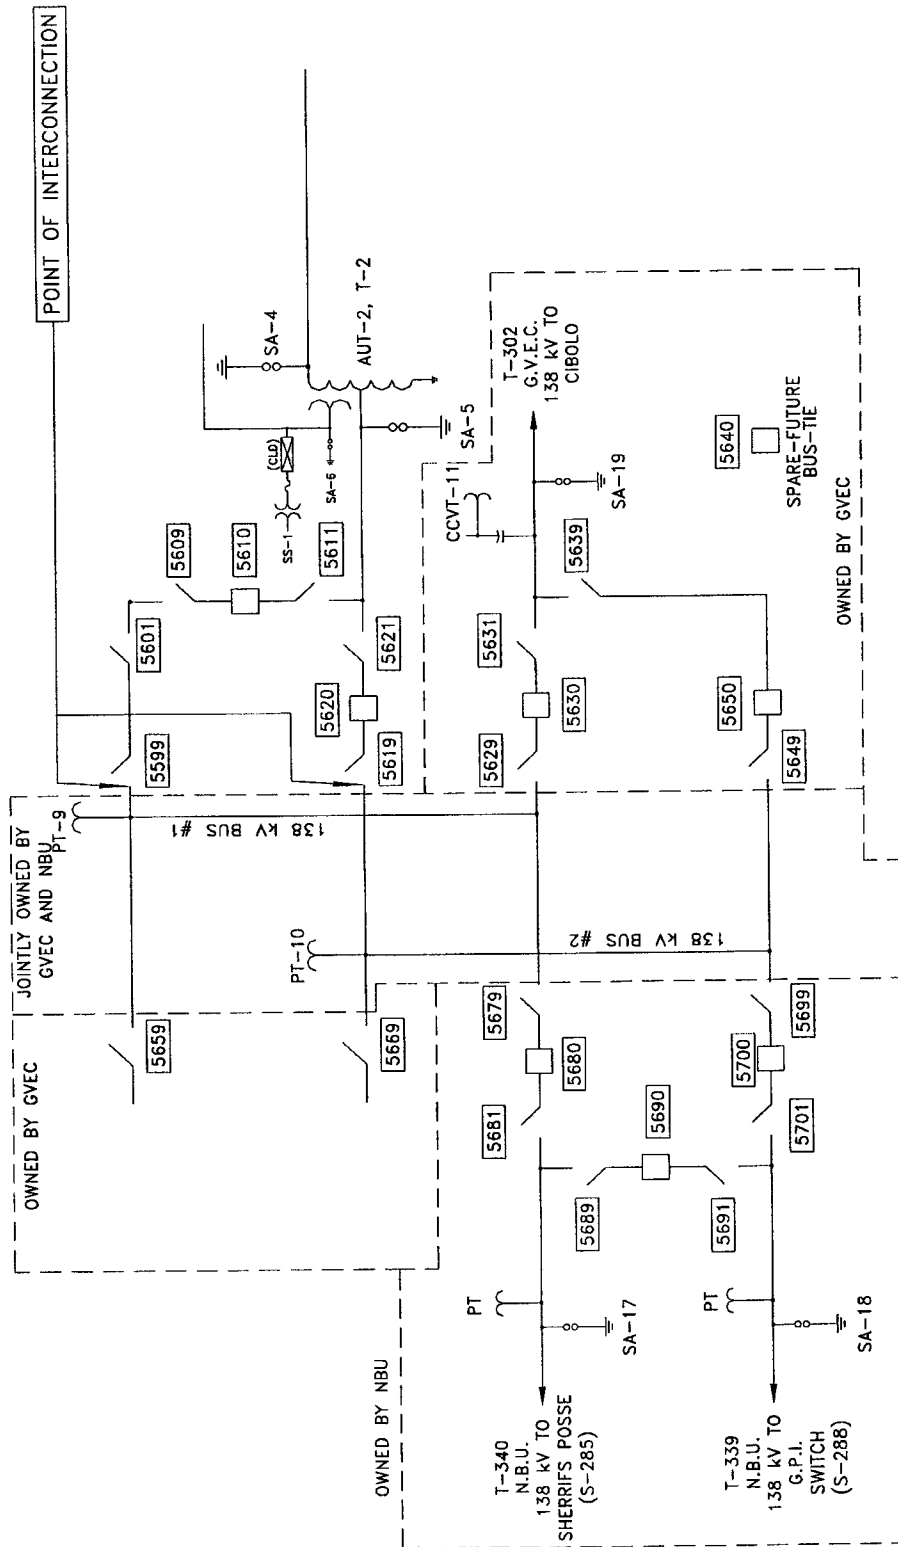 POINT OF INTERCONNECTION
SA-4
AUT-2, T-2
(CLD)
SA-6
SS-1
SA-5
5609
5610
5611
5601
5621
5620
5599
5619
T-302
G.V.E.C.
138 kV TO
CIBOLO
CCVT-11
SA-19
5640
SPARE-FUTURE
BUS-TIE
OWNED BY GVEC
5639
5631
5630
5629
5650
5649
JOINTLY OWNED BY
GVEC AND NBU
PT-9
138 kV BUS #1
PT-10
138 kV BUS #2
OWNED BY GVEC
5659
5669
5679
5680
5681
5699
5700
5701
5690
5689
5691
OWNED BY NBU
PT
SA-17
PT
SA-18
T-340
N.B.U.
138 kV TO
SHERRIFS POSSE
(S-285)
T-339
N.B.U.
138 kV TO
G.P.I.
SWITCH
(S-288)